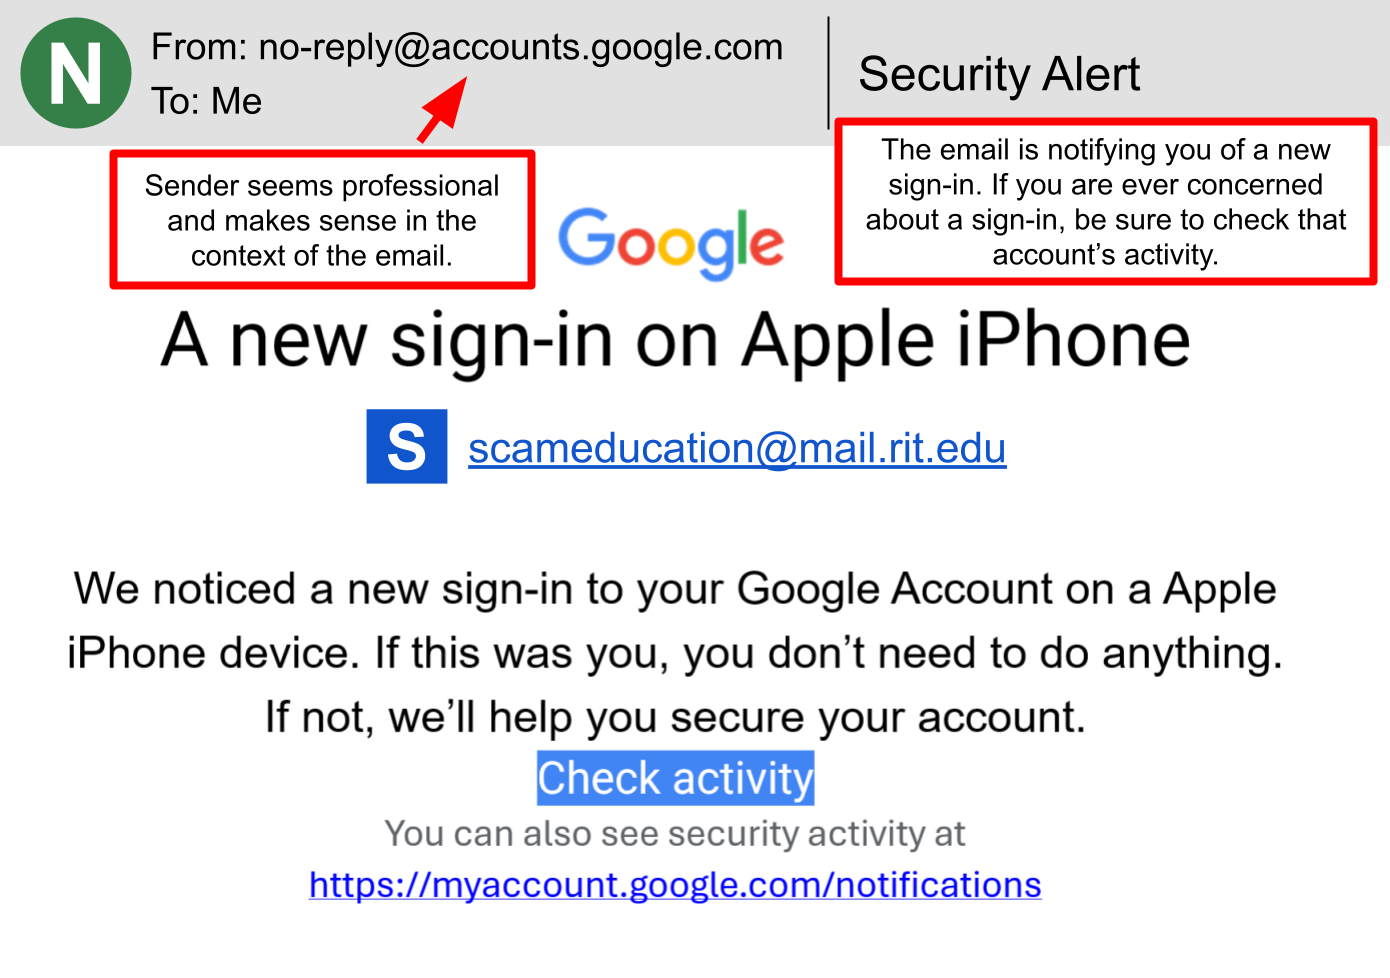 N
From: no-reply@accounts.google.com
To: Me
Security Alert
Sender seems professional
and makes sense in the
context of the email.
The email is notifying you of a new
sign-in. If you are ever concerned
about a sign-in, be sure to check that
account's activity.
Google
A new sign-in on Apple iPhone
S scameducation@mail.rit.edu
We noticed a new sign-in to your Google Account on a Apple
iPhone device. If this was you, you don't need to do anything.
If not, we'll help you secure your account.
Check activity
You can also see security activity at
https://myaccount.google.com/notifications